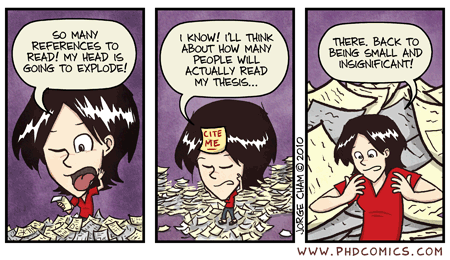 SO MANY
REFERENCES TO
READ! MY HEAD IS
GOING TO EXPLODE!
I KNOW! I'LL THINK
ABOUT HOW MANY
PEOPLE WILL
ACTUALLY READ
MY THESIS...
CITE
ME
THERE, BACK TO
BEING SMALL AND
INSIGNIFICANT!
JORGE CHAM © 2010
WWW.PHDCOMICS.COM